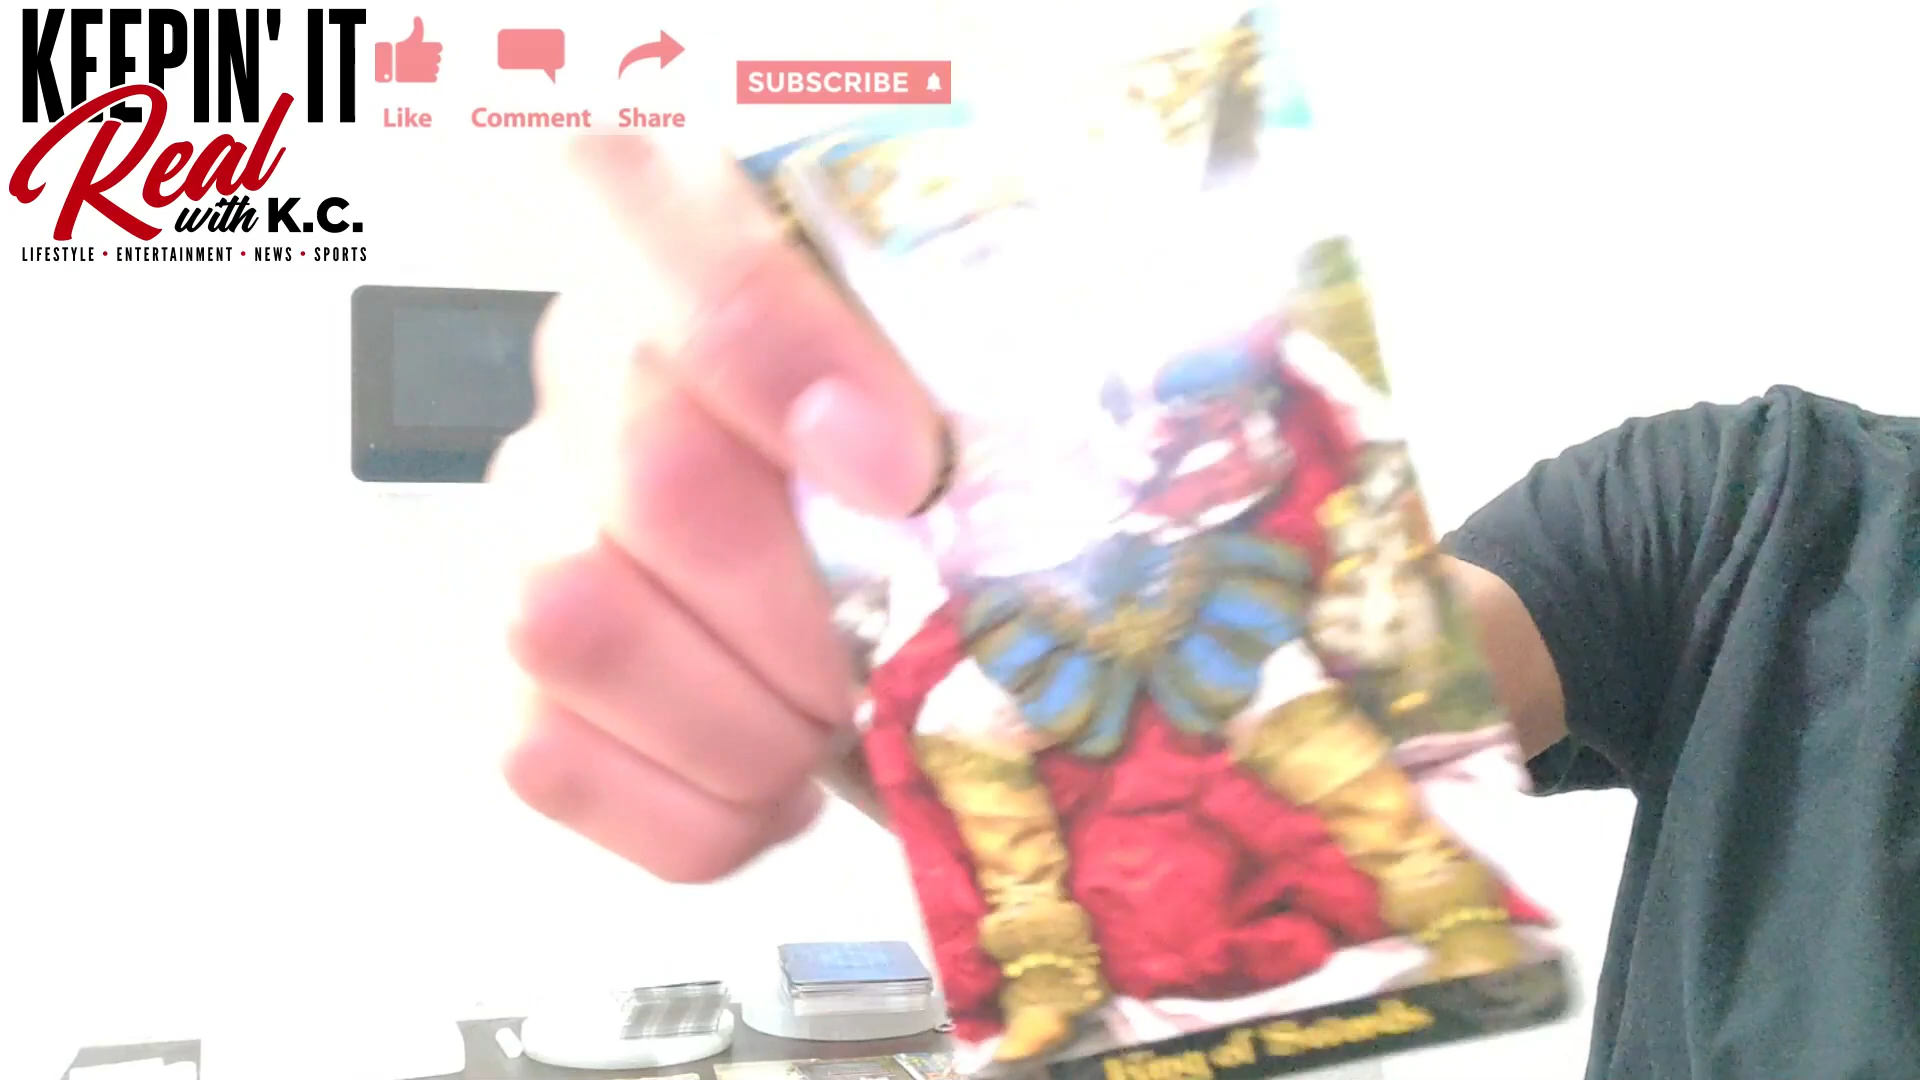 KEEPIN' IT
Real
with K.C.
LIFESTYLE • ENTERTAINMENT • NEWS • SPORTS
Like
Comment
Share
SUBSCRIBE
King of Swords